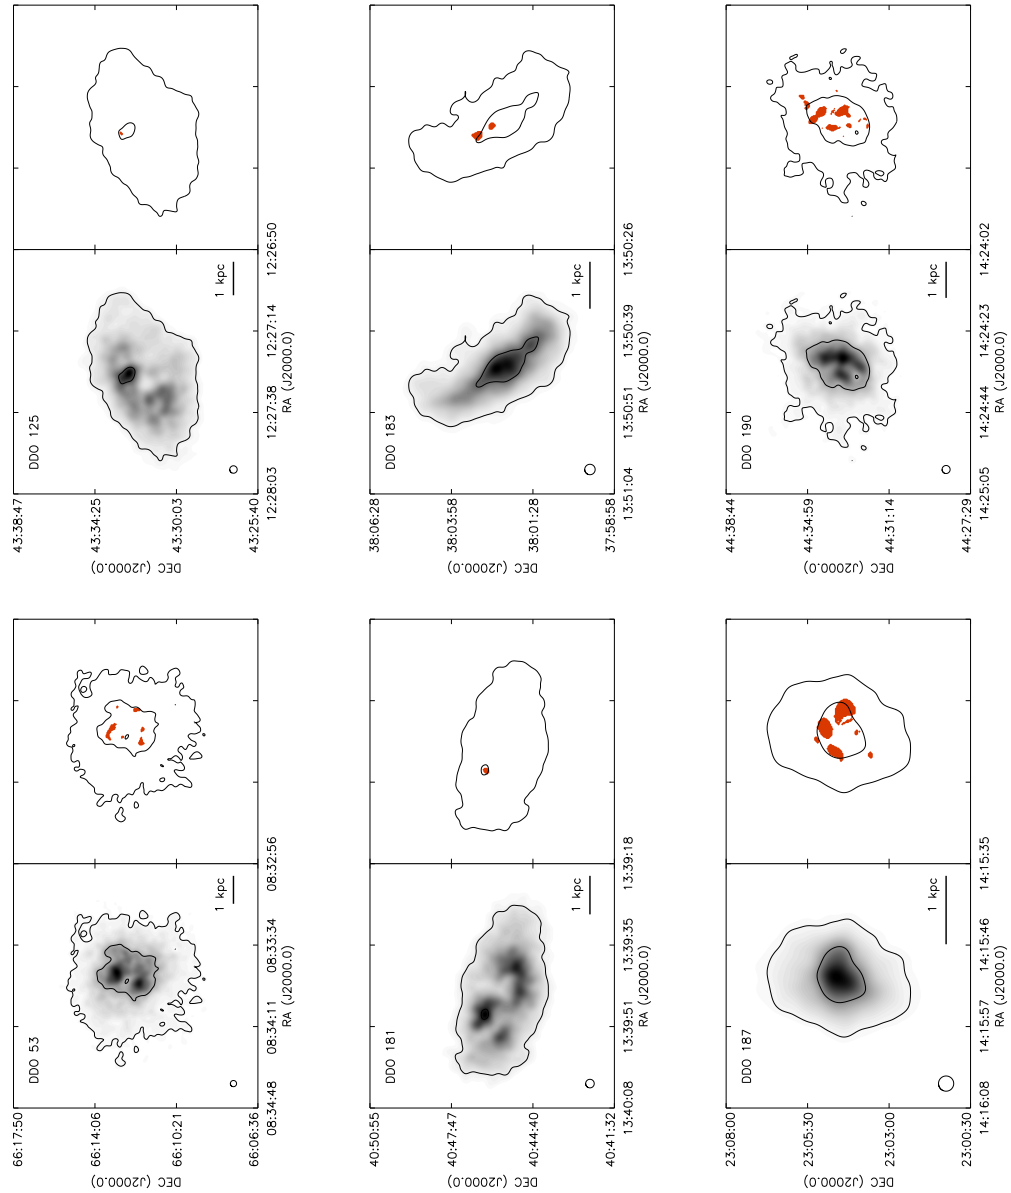 43:38:47
43:34:25
43:30:03
43:25:40
DEC (J2000.0)
DDO 125
1 kpc
12:28:03
12:27:38
12:27:14
12:26:50
RA (J2000.0)
38:06:28
38:03:58
38:01:28
37:58:58
DEC (J2000.0)
DDO 183
1 kpc
13:51:04
13:50:51
13:50:39
13:50:26
RA (J2000.0)
44:38:44
44:34:59
44:31:14
44:27:29
DEC (J2000.0)
DDO 190
1 kpc
14:25:05
14:24:44
14:24:23
14:24:02
RA (J2000.0)
66:17:50
66:14:06
66:10:21
66:06:36
DEC (J2000.0)
DDO 53
1 kpc
08:34:48
08:34:11
08:33:34
08:32:56
RA (J2000.0)
40:50:55
40:47:47
40:44:40
40:41:32
DEC (J2000.0)
DDO 181
1 kpc
13:40:08
13:39:51
13:39:35
13:39:18
RA (J2000.0)
23:08:00
23:05:30
23:03:00
23:00:30
DEC (J2000.0)
DDO 187
1 kpc
14:16:08
14:15:57
14:15:46
14:15:35
RA (J2000.0)